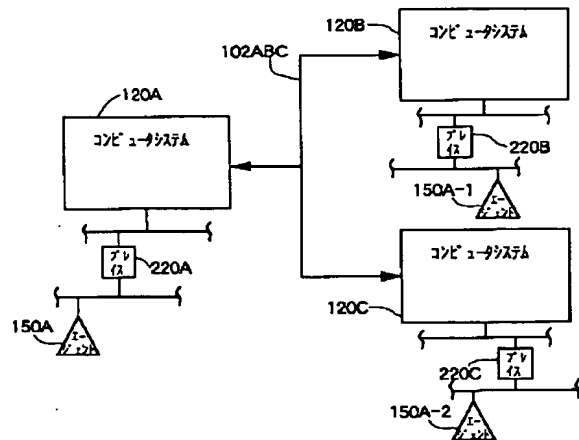 120B
コンピュータシステム
102ABC
120A
コンピュータシステム
プレ
イス
220B
150A-1
エー
ジェント
コンピュータシステム
プレ
イス
220A
120C
150A
エー
ジェント
プレ
イス
220C
150A-2
エー
ジェント